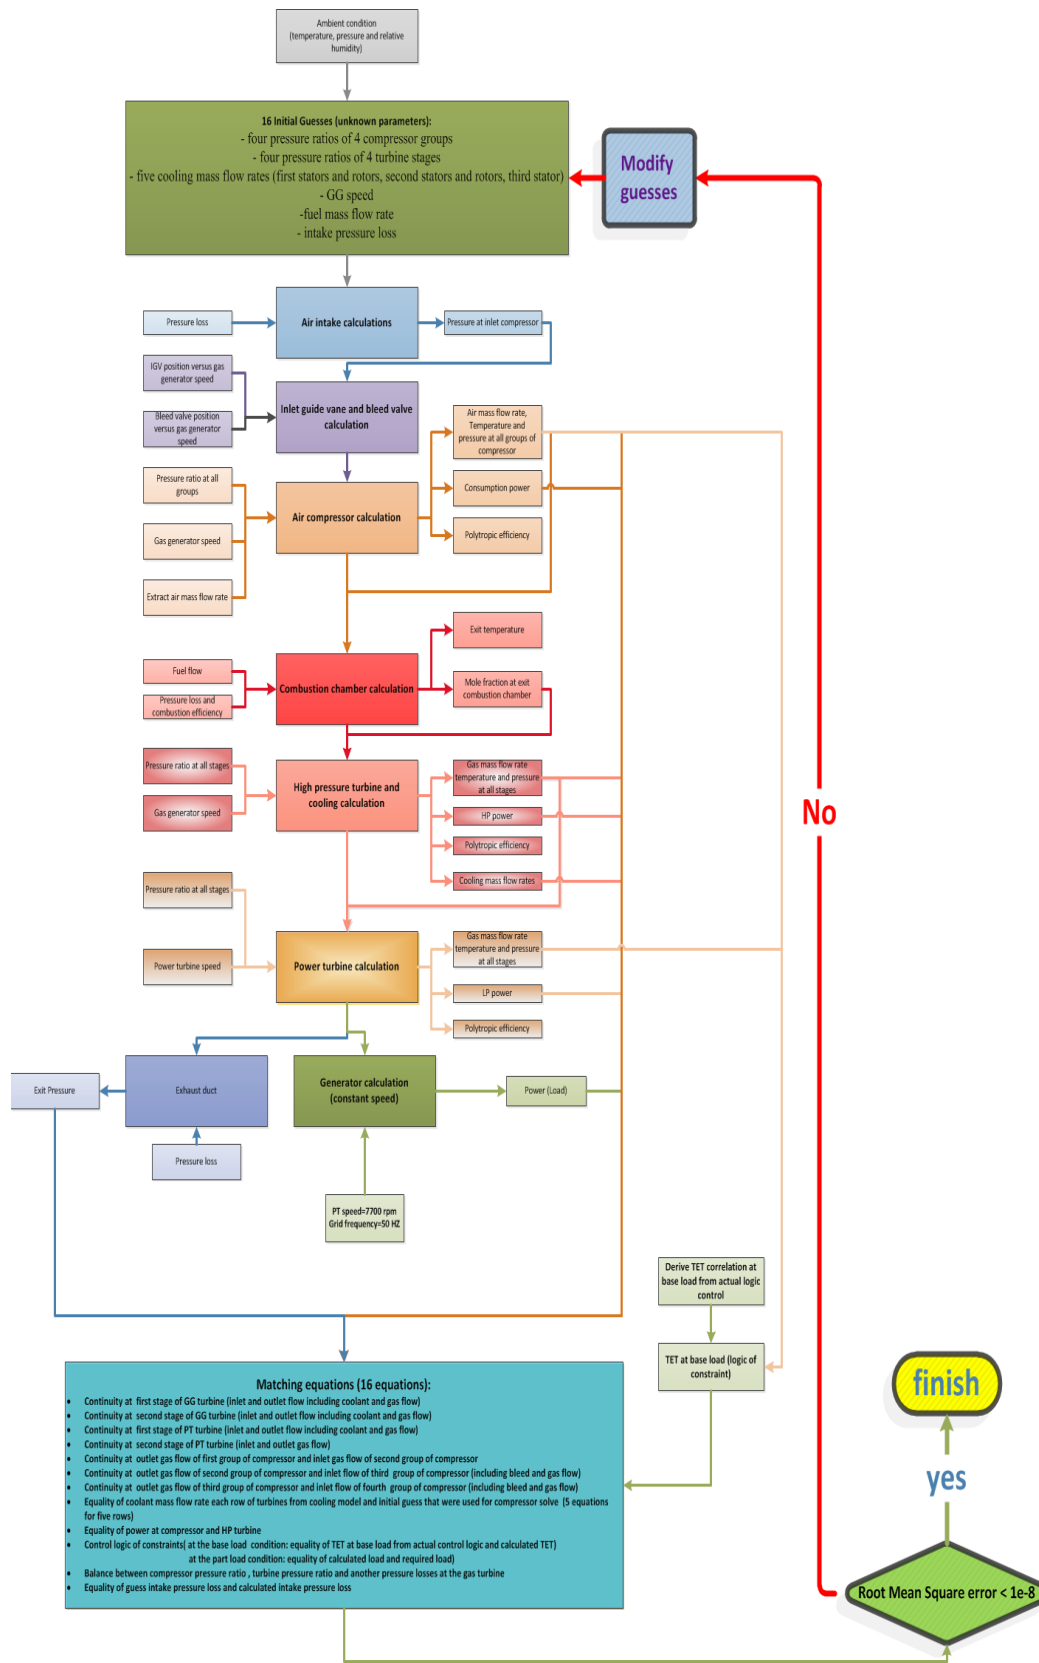 Ambient condition
(temperature, pressure and relative
humidity)
16 Initial Guesses (unknown parameters):
- four pressure ratios of 4 compressor groups
- four pressure ratios of 4 turbine stages
- five cooling mass flow rates (first stators and rotors, second stators and rotors, third stator)
- GG speed
-fuel mass flow rate
- intake pressure loss
Modify
guesses
Pressure loss
Air intake calculations
Pressure at inlet compressor
IGV position versus gas
generator speed
Bleed valve position
versus gas generator
speed
Inlet guide vane and bleed valve
calculation
Air mass flow rate,
Temperature and
pressure at all groups of
compressor
Pressure ratio at all
groups
Gas generator speed
Extract air mass flow rate
Air compressor calculation
Consumption power
Polytropic efficiency
Exit temperature
Fuel flow
Pressure loss and
combustion efficiency
Combustion chamber calculation
Mole fraction at exit
combustion chamber
Pressure ratio at all stages
Gas generator speed
High pressure turbine and
cooling calculation
Gas mass flow rate
temperature and pressure
at all stages
HP power
Polytropic efficiency
Cooling mass flow rates
No
Pressure ratio at all stages
Power turbine speed
Power turbine calculation
Gas mass flow rate
temperature and pressure
at all stages
LP power
Polytropic efficiency
Exit Pressure
Exhaust duct
Generator calculation
(constant speed)
Power (Load)
Pressure loss
PT speed=7700 rpm
Grid frequency=50 HZ
Derive TET correlation at
base load from actual logic
control
TET at base load (logic of
constraint)
Matching equations (16 equations):
• Continuity at first stage of GG turbine (inlet and outlet flow including coolant and gas flow)
• Continuity at second stage of GG turbine (inlet and outlet flow including coolant and gas flow)
• Continuity at first stage of PT turbine (inlet and outlet flow including coolant and gas flow)
• Continuity at second stage of PT turbine (inlet and outlet gas flow)
• Continuity at outlet gas flow of first group of compressor and inlet gas flow of second group of compressor
• Continuity at outlet gas flow of second group of compressor and inlet flow of third group of compressor (including bleed and gas flow)
• Continuity at outlet gas flow of third group of compressor and inlet flow of fourth group of compressor (including bleed and gas flow)
• Equality of coolant mass flow rate each row of turbines from cooling model and initial guess that were used for compressor solve (5 equations
for five rows)
• Equality of power at compressor and HP turbine
• Control logic of constraints( at the base load condition: equality of TET at base load from actual control logic and calculated TET)
at the part load condition: equality of calculated load and required load)
• Balance between compressor pressure ratio , turbine pressure ratio and another pressure losses at the gas turbine
• Equality of guess intake pressure loss and calculated intake pressure loss
finish
yes
Root Mean Square error < 1e-8